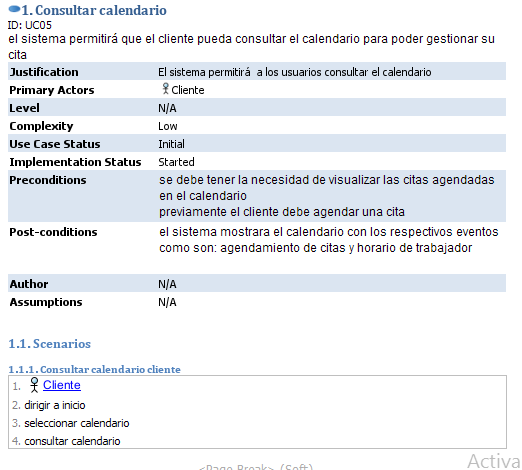 1. Consultar calendario
ID: UC05
el sistema permitirá que el cliente pueda consultar el calendario para poder gestionar su
cita
Justification El sistema permitirá a los usuarios consultar el calendario
Primary Actors Cliente
Level N/A
Complexity Low
Use Case Status Initial
Implementation Status Started
Preconditions se debe tener la necesidad de visualizar las citas agendadas
en el calendario
previamente el cliente debe agendar una cita
Post-conditions el sistema mostrara el calendario con los respectivos eventos
como son: agendamiento de citas y horario de trabajador
Author N/A
Assumptions N/A
1.1. Scenarios
1.1.1. Consultar calendario cliente
1. Cliente
2. dirigir a inicio
3. seleccionar calendario
4. consultar calendario
<Page Break> (Soft)
Activa